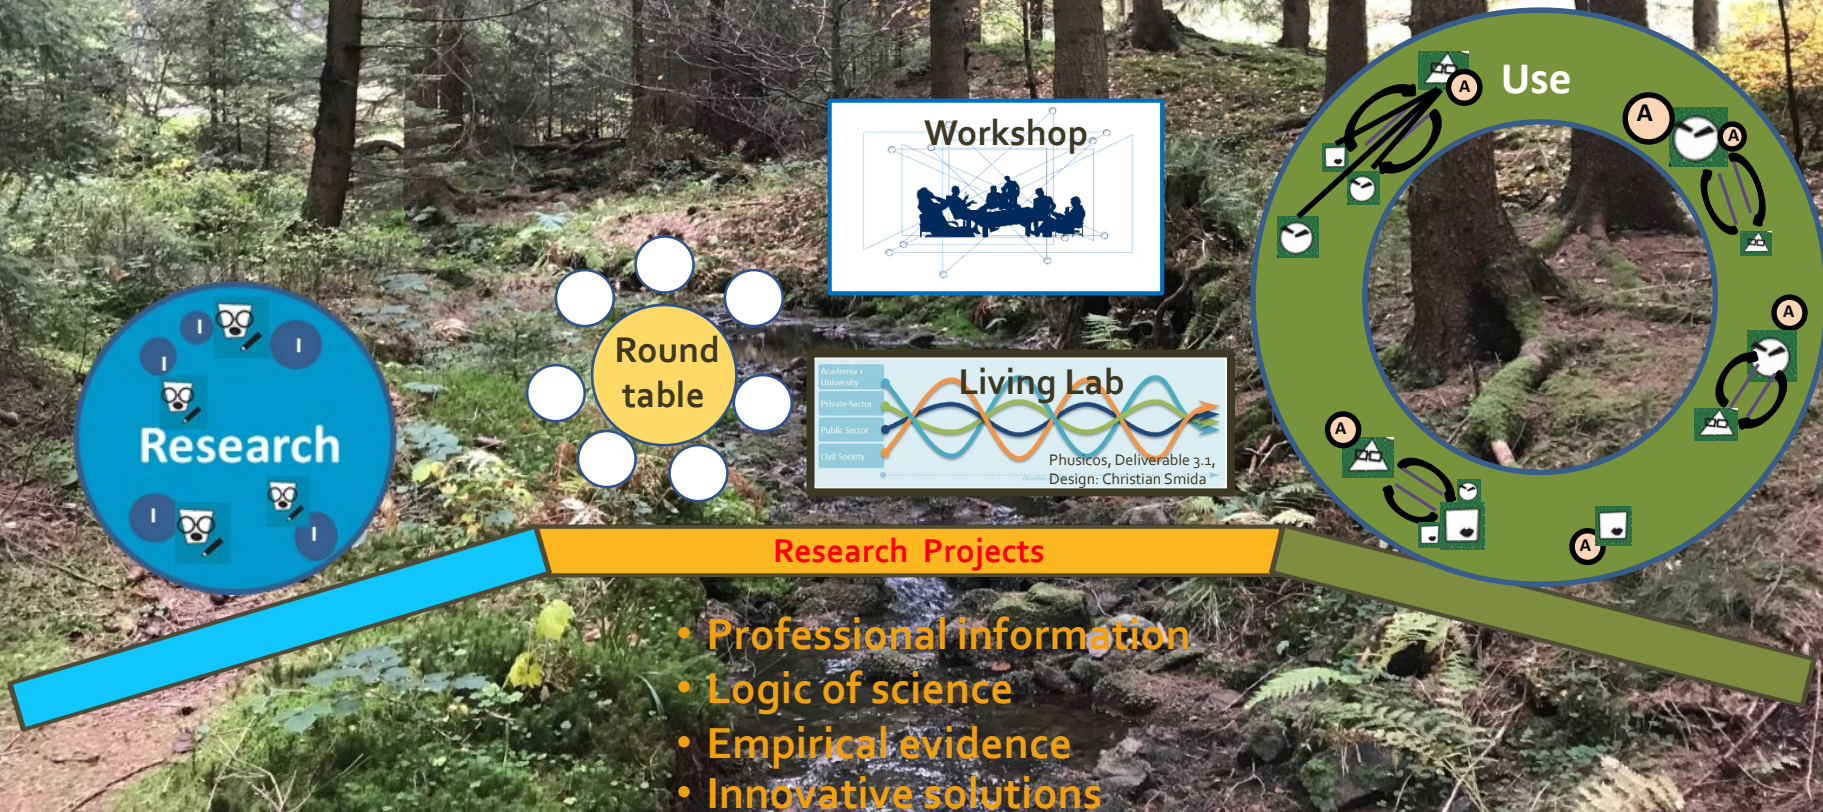 Use
A
A
A
Workshop
I
I
I
Research
I
I
Round
table
Academia +
University
Private Sector
Public Sector
Civil Society
Living Lab
Phusicos, Deliverable 3.1,
Design: Christian Smida
A
A
A
Research Projects
• Professional information
• Logic of science
• Empirical evidence
• Innovative solutions